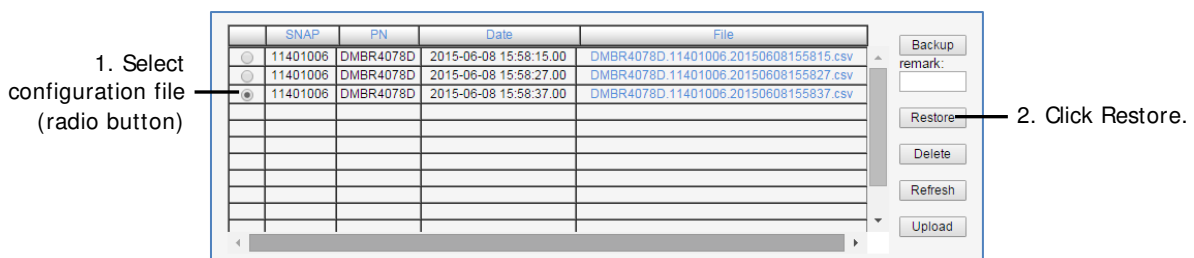 SNAP PN Date File
11401006 DMBR4078D 2015-06-08 15:58:15.00 DMBR4078D.11401006.20150608155815.csv
11401006 DMBR4078D 2015-06-08 15:58:27.00 DMBR4078D.11401006.20150608155827.csv
11401006 DMBR4078D 2015-06-08 15:58:37.00 DMBR4078D.11401006.20150608155837.csv
Backup
remark:
Restore
Delete
Refresh
Upload
1. Select
configuration file
(radio button)
2. Click Restore.